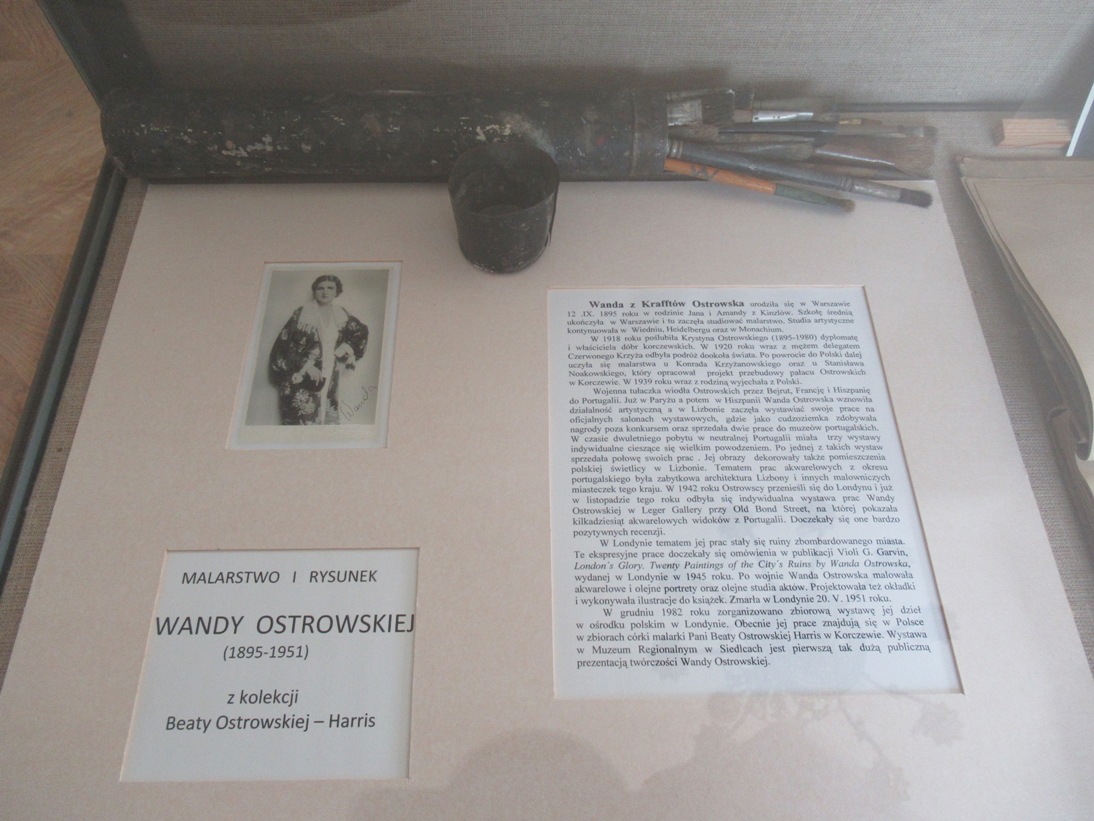 Wanda
MALARSTWO I RYSUNEK
WANDY OSTROWSKIEJ
(1895-1951)
z kolekcji
Beaty Ostrowskiej – Harris
Wanda z Krafftów Ostrowska urodziła się w Warszawie
12 .IX. 1895 roku w rodzinie Jana i Amandy z Kinzlów. Szkołę średnią
ukończyła w Warszawie i tu zaczęła studiować malarstwo. Studia artystyczne
kontynuowała w Wiedniu, Heidelbergu oraz w Monachium.
W 1918 roku poślubiła Krystyna Ostrowskiego (1895-1980) dyplomatę
i właściciela dóbr korczewskich. W 1920 roku wraz z mężem delegatem
Czerwonego Krzyża odbyła podróż dookoła świata. Po powrocie do Polski dalej
uczyła się malarstwa u Konrada Krzyżanowskiego oraz u Stanisława
Noakowskiego, który opracował projekt przebudowy pałacu Ostrowskich
w Korczewie. W 1939 roku wraz z rodziną wyjechała z Polski.
Wojenna tułaczka wiodła Ostrowskich przez Bejrut, Francję i Hiszpanię
do Portugalii. Już w Paryżu a potem w Hiszpanii Wanda Ostrowska wznowiła
działalność artystyczną a w Lizbonie zaczęła wystawiać swoje prace na
oficjalnych salonach wystawowych, gdzie jako cudzoziemka zdobywała
nagrody poza konkursem oraz sprzedała dwie prace do muzeów portugalskich.
W czasie dwuletniego pobytu w neutralnej Portugalii miała trzy wystawy
indywidualne cieszące się wielkim powodzeniem. Po jednej z takich wystaw
sprzedała połowę swoich prac . Jej obrazy dekorowały także pomieszczenia
polskiej świetlicy w Lizbonie. Tematem prac akwarelowych z okresu
portugalskiego była zabytkowa architektura Lizbony i innych malowniczych
miasteczek tego kraju. W 1942 roku Ostrowscy przenieśli się do Londynu i już
w listopadzie tego roku odbyła się indywidualna wystawa prac Wandy
Ostrowskiej w Leger Gallery przy Old Bond Street, na której pokazała
kilkadziesiąt akwarelowych widoków z Portugalii. Doczekały się one bardzo
pozytywnych recenzji.
W Londynie tematem jej prac stały się ruiny zbombardowanego miasta.
Te ekspresyjne prace doczekały się omówienia w publikacji Violi G. Garvin,
London's Glory. Twenty Paintings of the City's Ruins by Wanda Ostrowska,
wydanej w Londynie w 1945 roku. Po wojnie Wanda Ostrowska malowała
akwarelowe i olejne portrety oraz olejne studia aktów. Projektowała też okładki
i wykonywała ilustracje do książek. Zmarła w Londynie 20. V. 1951 roku.
W grudniu 1982 roku zorganizowano zbiorową wystawę jej dzieł
w ośrodku polskim w Londynie. Obecnie jej prace znajdują się w Polsce
w zbiorach córki malarki Pani Beaty Ostrowskiej Harris w Korczewie. Wystawa
w Muzeum Regionalnym w Siedlcach jest pierwszą tak dużą publiczną
prezentacją twórczości Wandy Ostrowskiej.